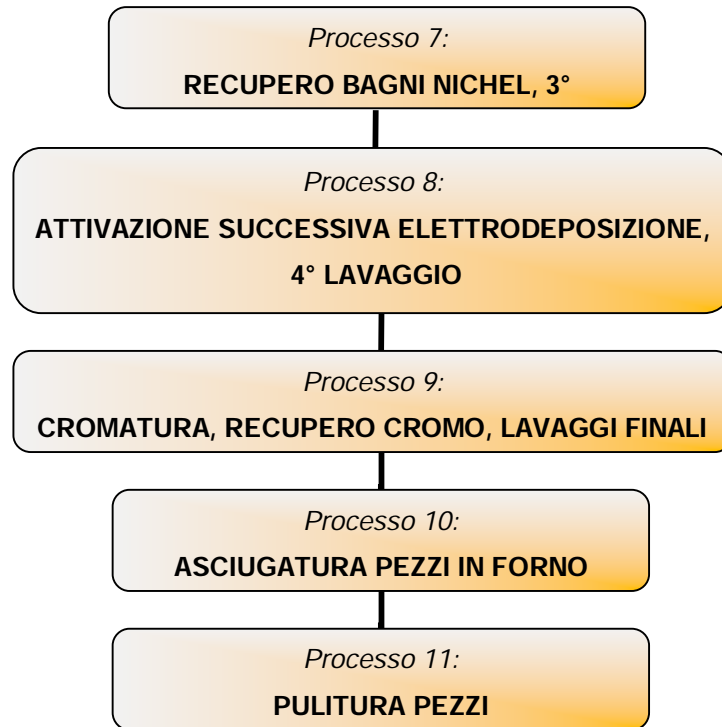 Processo 7:
RECUPERO BAGNI NICHEL, 3°
Processo 8:
ATTIVAZIONE SUCCESSIVA ELETTRODEPOSIZIONE,
4° LAVAGGIO
Processo 9:
CROMATURA, RECUPERO CROMO, LAVAGGI FINALI
Processo 10:
ASCIUGATURA PEZZI IN FORNO
Processo 11:
PULITURA PEZZI